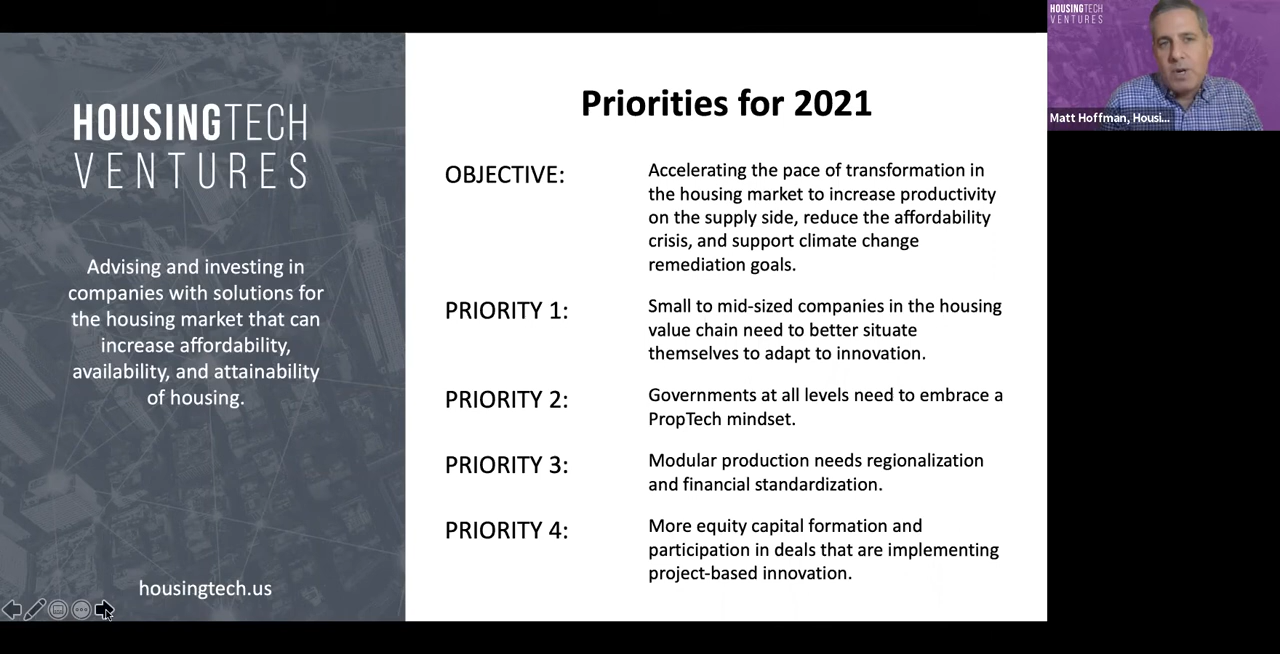 HOUSINGTECH
VENTURES
Advising and investing in
companies with solutions for
the housing market that can
increase affordability,
availability, and attainability
of housing.
housingtech.us
Priorities for 2021
OBJECTIVE:
Accelerating the pace of transformation in
the housing market to increase productivity
on the supply side, reduce the affordability
crisis, and support climate change
remediation goals.
PRIORITY 1:
Small to mid-sized companies in the housing
value chain need to better situate
themselves to adapt to innovation.
PRIORITY 2:
Governments at all levels need to embrace a
PropTech mindset.
PRIORITY 3:
Modular production needs regionalization
and financial standardization.
PRIORITY 4:
More equity capital formation and
participation in deals that are implementing
project-based innovation.
HOUSINGTECH
VENTURES
Matt Hoffman, Housi...